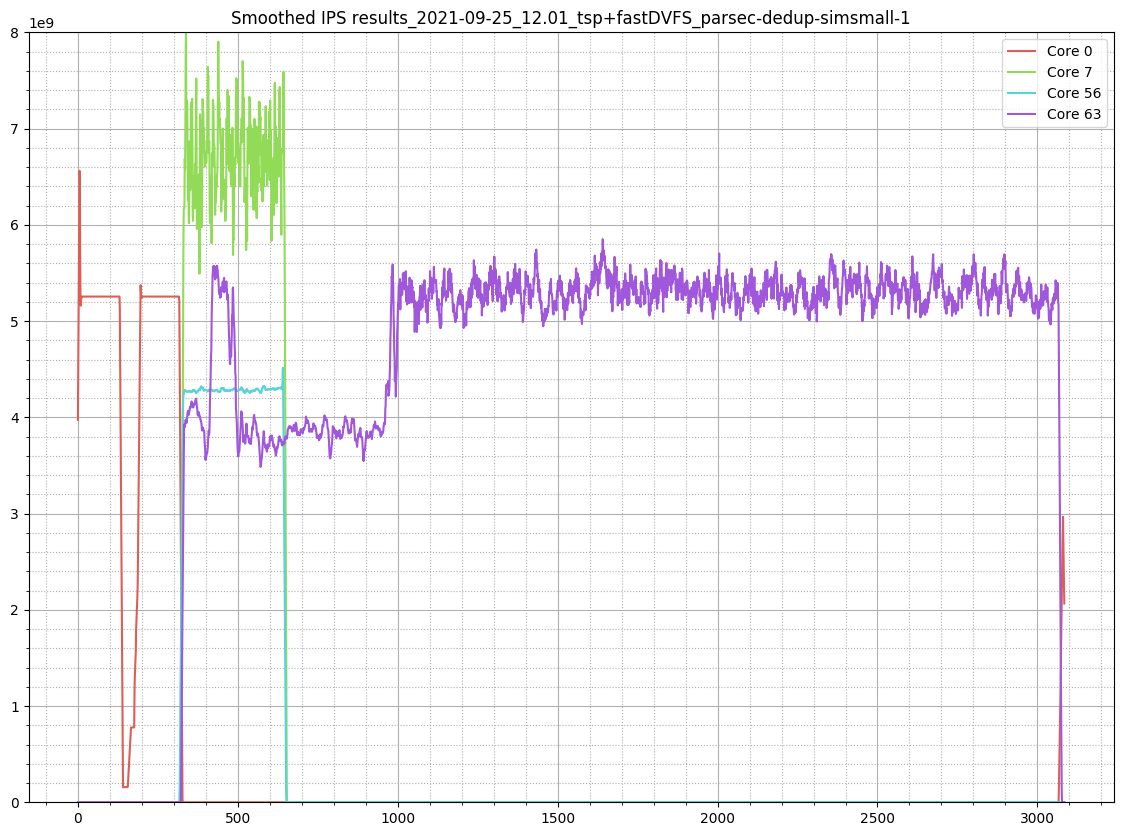 Smoothed IPS results_2021-09-25_12.01_tsp+fastDVFS_parsec-dedup-simsmall-1
1e9
8
7
6
5
4
3
2
1
0
Core 0
Core 7
Core 56
Core 63
0 500 1000 1500 2000 2500 3000